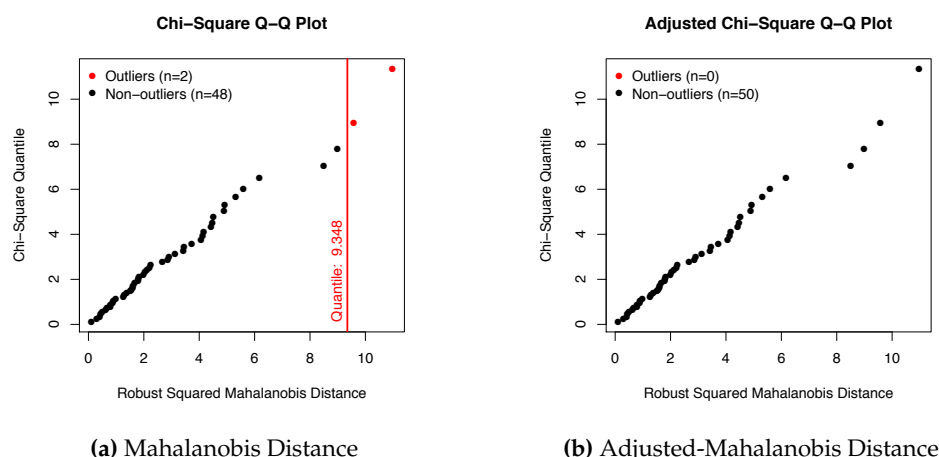 Chi−Square Q−Q Plot
Outliers (n=2)
Non−outliers (n=48)
Chi−Square Quantile
0
2
4
6
8
10
Quantile: 9.348
0 2 4 6 8 10
Robust Squared Mahalanobis Distance
(a) Mahalanobis Distance
Adjusted Chi−Square Q−Q Plot
Outliers (n=0)
Non−outliers (n=50)
Chi−Square Quantile
0
2
4
6
8
10
0 2 4 6 8 10
Robust Squared Mahalanobis Distance
(b) Adjusted-Mahalanobis Distance